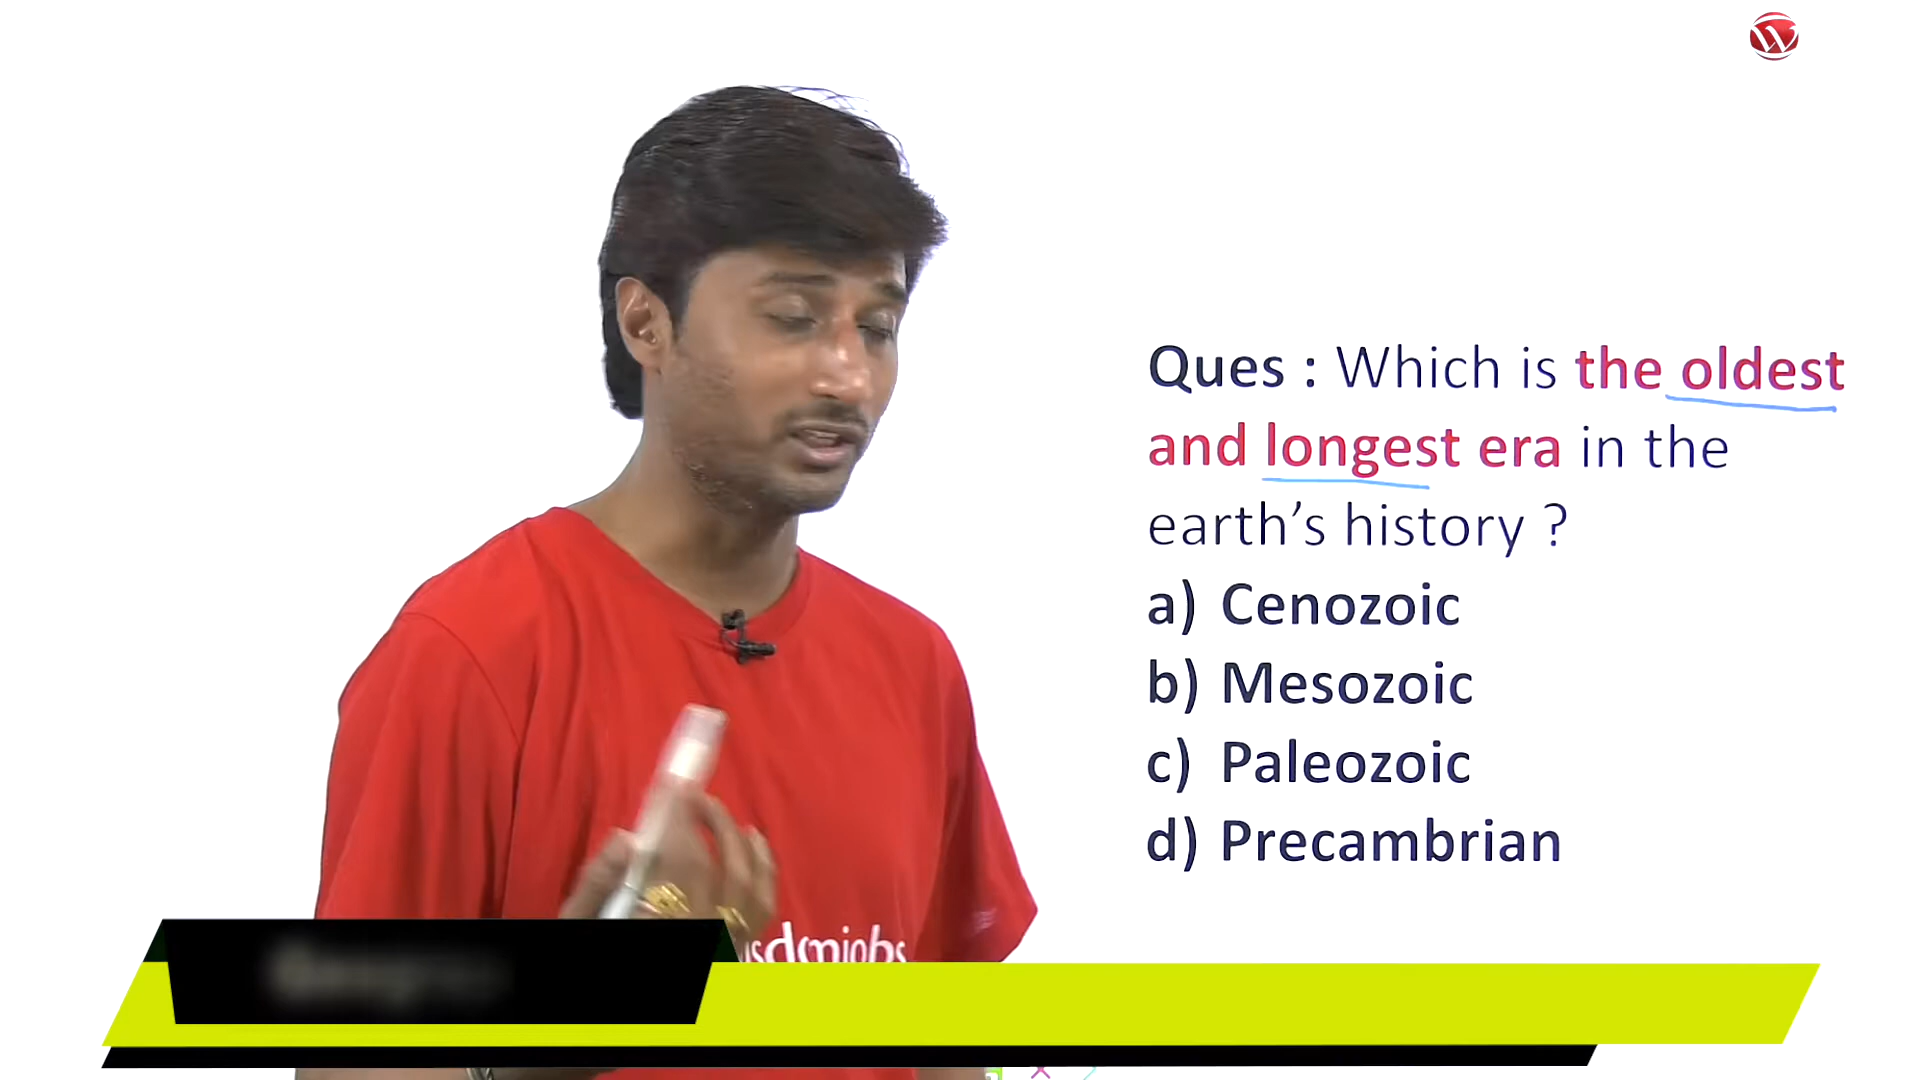 Ques : Which is the oldest
and longest era in the
earth’s history ?
a) Cenozoic
b) Mesozoic
c) Paleozoic
d) Precambrian